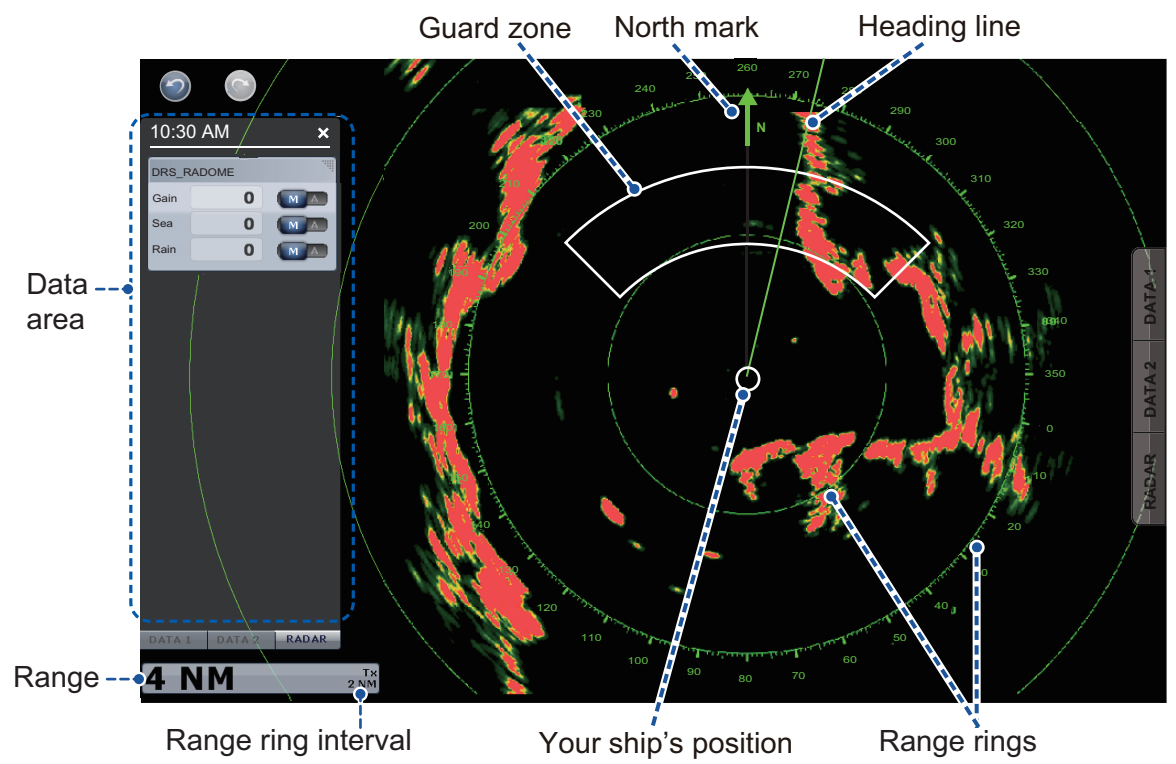 Guard zone
North mark
Heading line
10:30 AM
DRS_RADOME
Gain 0 M A
Sea 0 M A
Rain 0 M A
Data
area
DATA 1
DATA 2
RADAR
4 NM
Tx
2 NM
Range
Range ring interval
Your ship's position
Range rings
N
260
270
290
300
310
320
330
340
350
0
10
20
40
50
60
70
80
90
100
110
120
200
210
230
240
DATA 1
DATA 2
RADAR